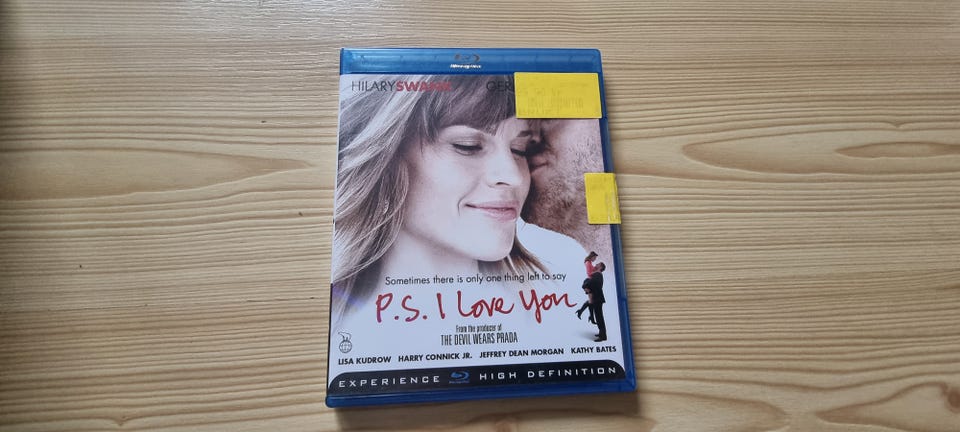 HILARY SWANK GER
Sometimes there is only one thing left to say
P.S. I Love You
From the producer of
THE DEVIL WEARS PRADA
LISA KUDROW HARRY CONNICK JR. JEFFREY DEAN MORGAN KATHY BATES
EXPERIENCE HIGH DEFINITION